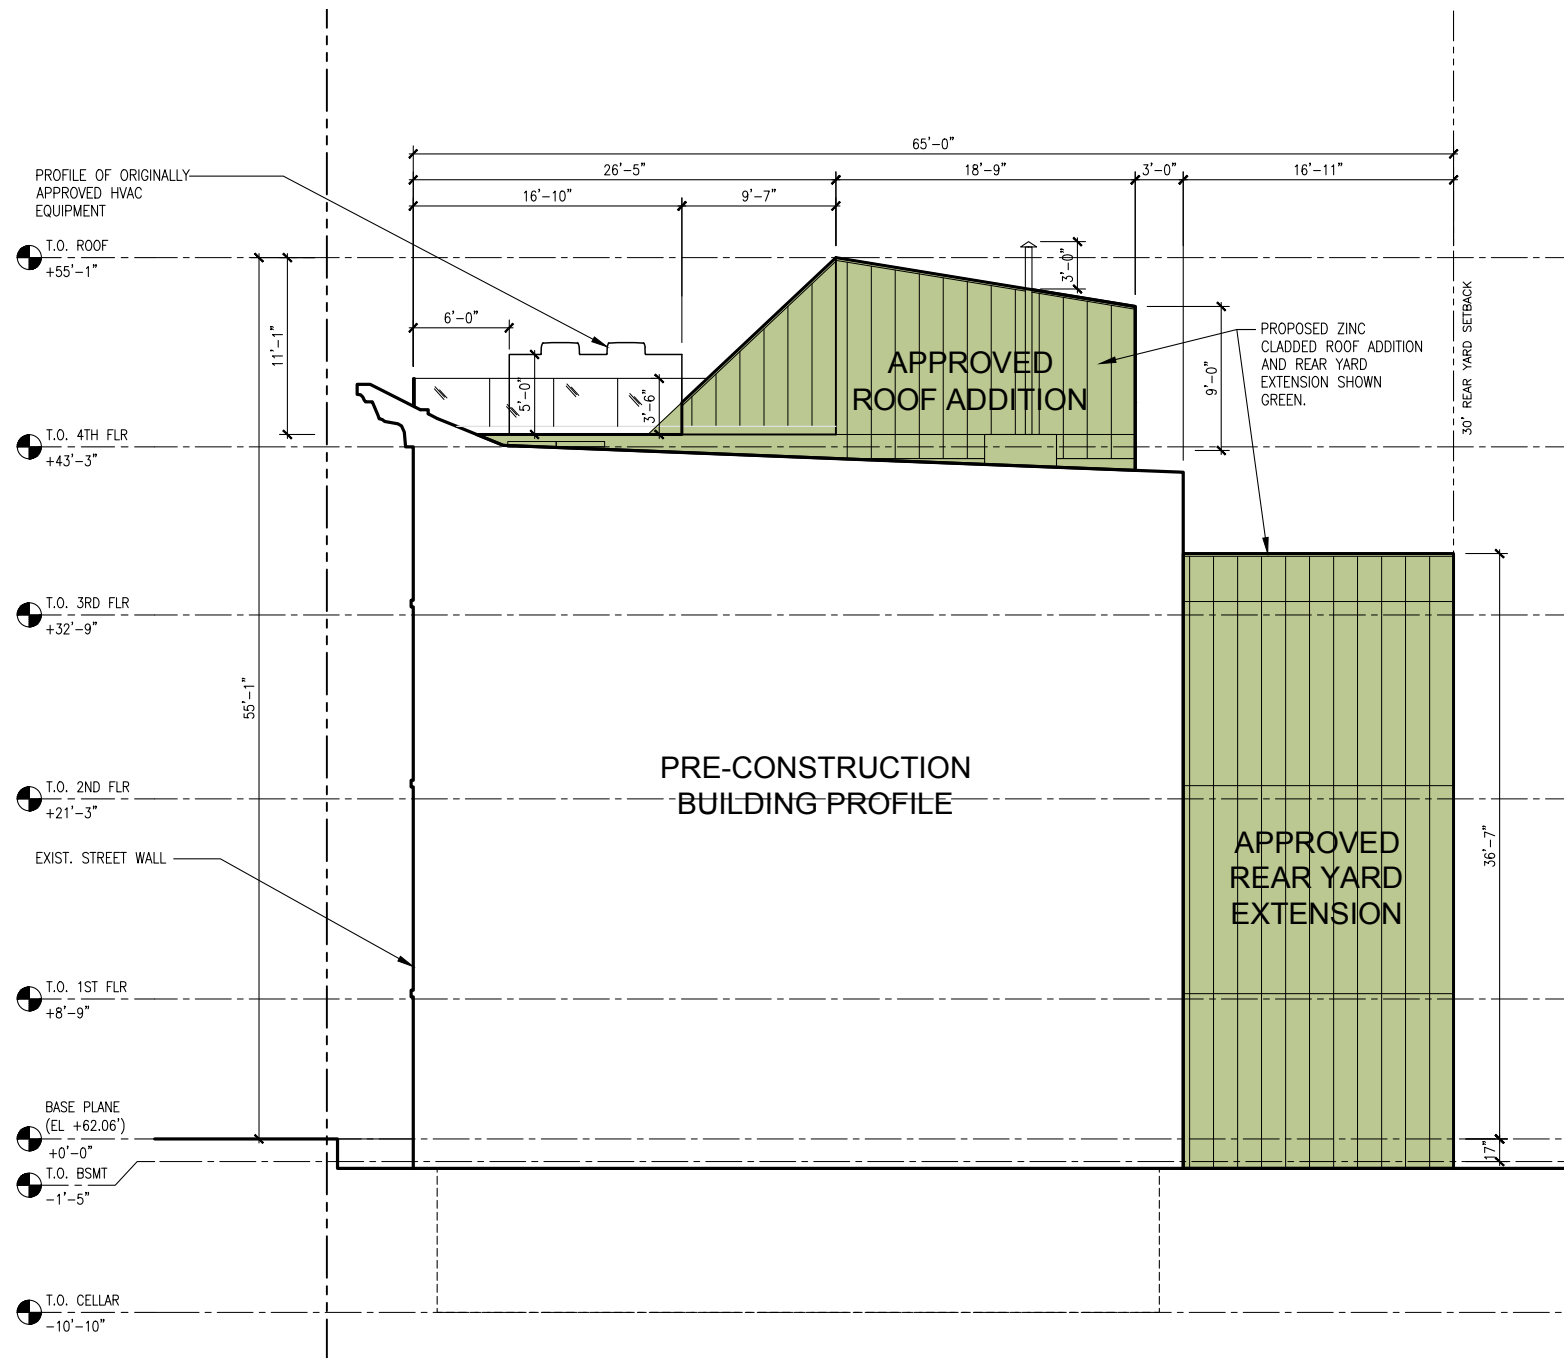 65'-0"
26'-5"
18'-9"
3'-0"
16'-11"
16'-10"
9'-7"
PROFILE OF ORIGINALLY
APPROVED HVAC
EQUIPMENT
T.O. ROOF
+55'-1"
3'-0"
6'-0"
11'-1"
5'-0"
3'-6"
APPROVED
ROOF ADDITION
9'-0"
PROPOSED ZINC
CLADDED ROOF ADDITION
AND REAR YARD
EXTENSION SHOWN
GREEN.
30' REAR YARD SETBACK
T.O. 4TH FLR
+43'-3"
T.O. 3RD FLR
+32'-9"
55'-1"
PRE-CONSTRUCTION
BUILDING PROFILE
T.O. 2ND FLR
+21'-3"
EXIST. STREET WALL
APPROVED
REAR YARD
EXTENSION
36'-7"
T.O. 1ST FLR
+8'-9"
BASE PLANE
(EL +62.06')
+0'-0"
T.O. BSMT
-1'-5"
17"
T.O. CELLAR
-10'-10"